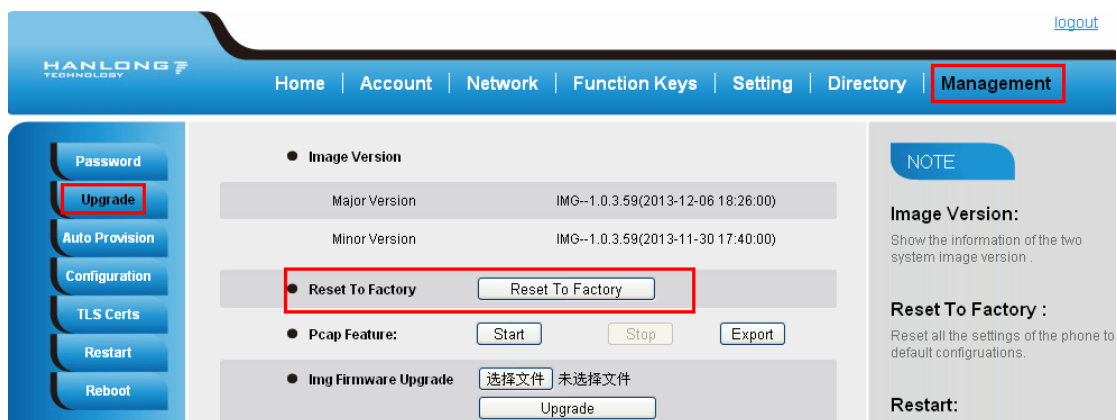 logout
HANLONG
TECHNOLOGY
Home | Account | Network | Function Keys | Setting | Directory | Management
Password
Upgrade
Auto Provision
Configuration
TLS Certs
Restart
Reboot
Image Version
Major Version IMG--1.0.3.59(2013-12-06 18:26:00)
Minor Version IMG--1.0.3.59(2013-11-30 17:40:00)
Reset To Factory Reset To Factory
Pcap Feature: Start Stop Export
Img Firmware Upgrade 选择文件 未选择文件
Upgrade
NOTE
Image Version:
Show the information of the two
system image version .
Reset To Factory :
Reset all the settings of the phone to
default configruations.
Restart: